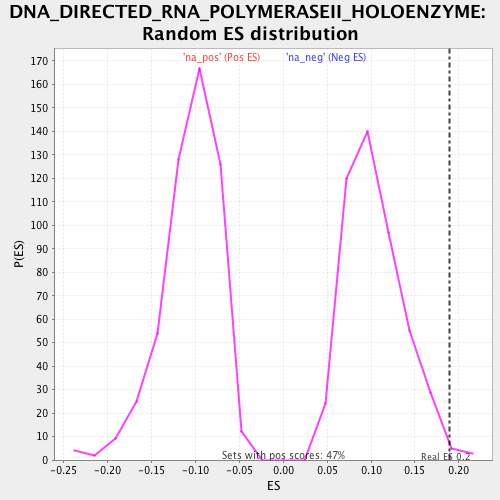 DNA_DIRECTED_RNA_POLYMERASEII_HOLOENZYME:
Random ES distribution
'na_pos' (Pos ES) 'na_neg' (Neg ES)
170
160
150
140
130
120
110
100
90
80
70
60
50
40
30
20
10
0
P(ES)
Sets with pos scores: 47%
Real ES 0.2
-0.25 -0.20 -0.15 -0.10 -0.05 0.00 0.05 0.10 0.15 0.20
ES